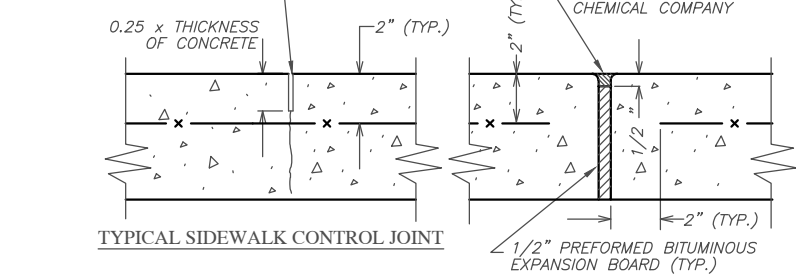 0.25 x THICKNESS
OF CONCRETE
2" (TYP.)
TYPICAL SIDEWALK CONTROL JOINT
CHEMICAL COMPANY
2" (TY
1/2 "
2" (TYP.)
1/2" PREFORMED BITUMINOUS
EXPANSION BOARD (TYP.)